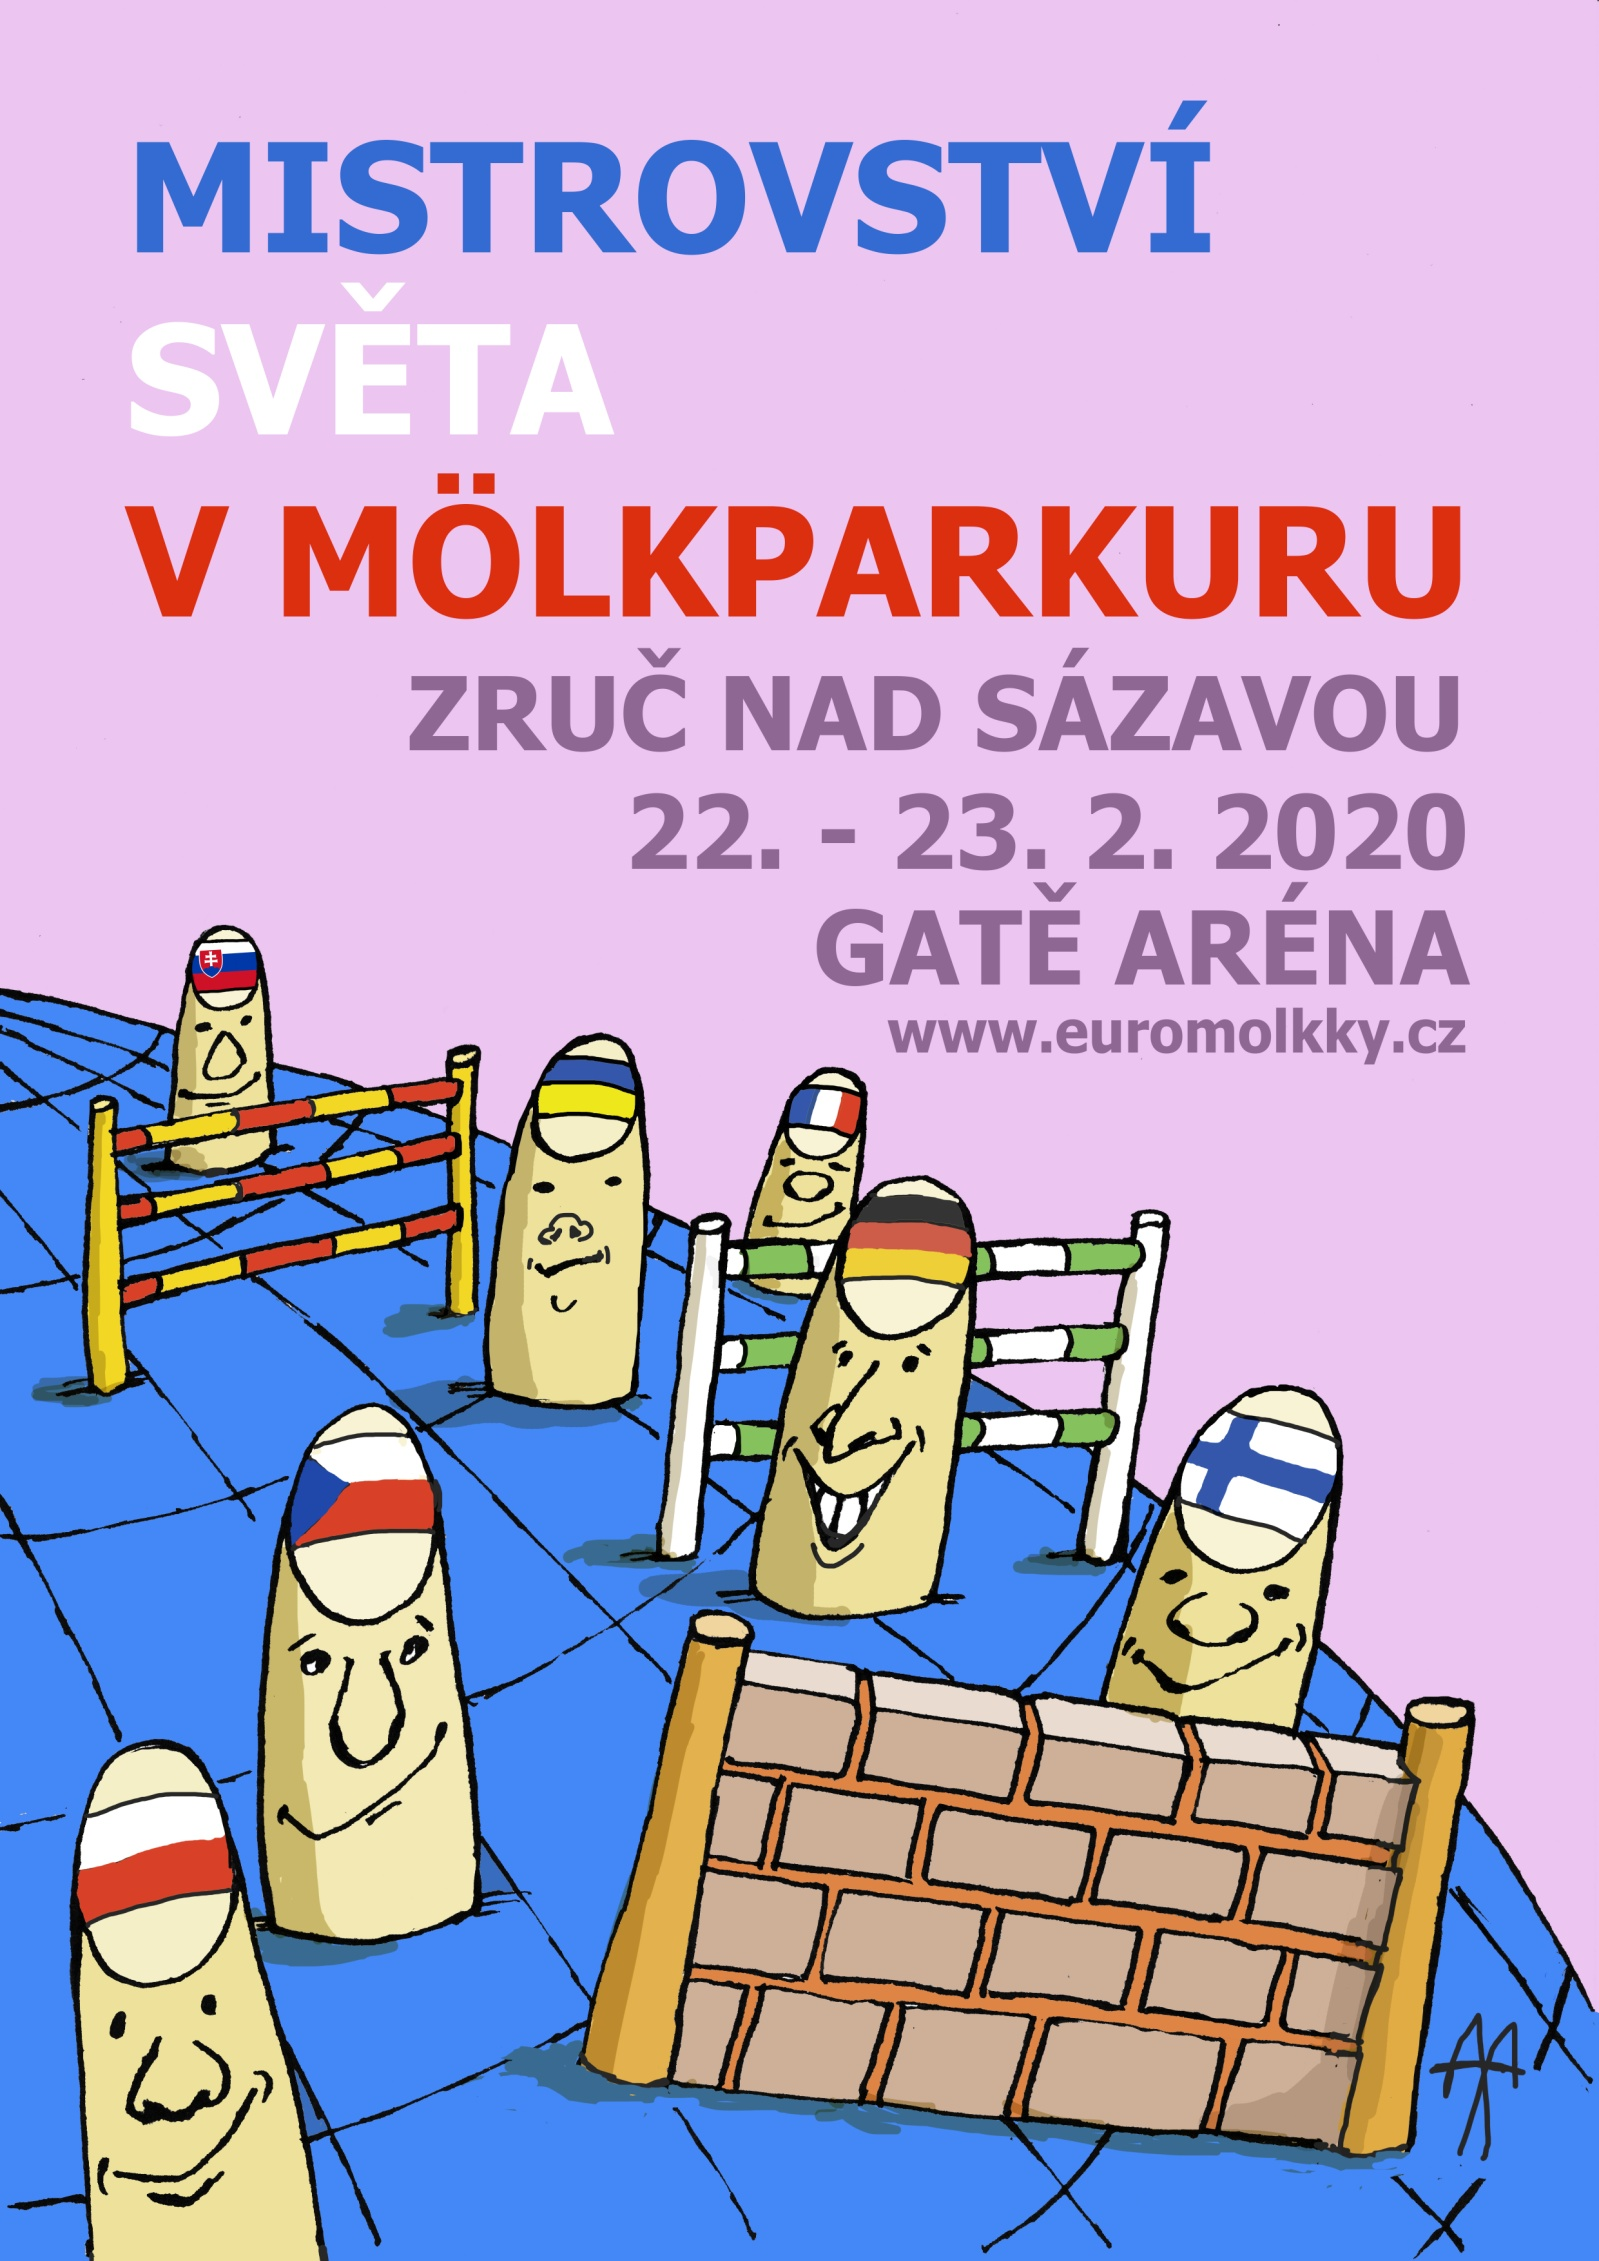 MISTROVSTVÍ
SVĚTA
V MÖLKPARKURU
ZRUČ NAD SÁZAVOU
22. - 23. 2. 2020
GATĚ ARÉNA
www.euromolkky.cz